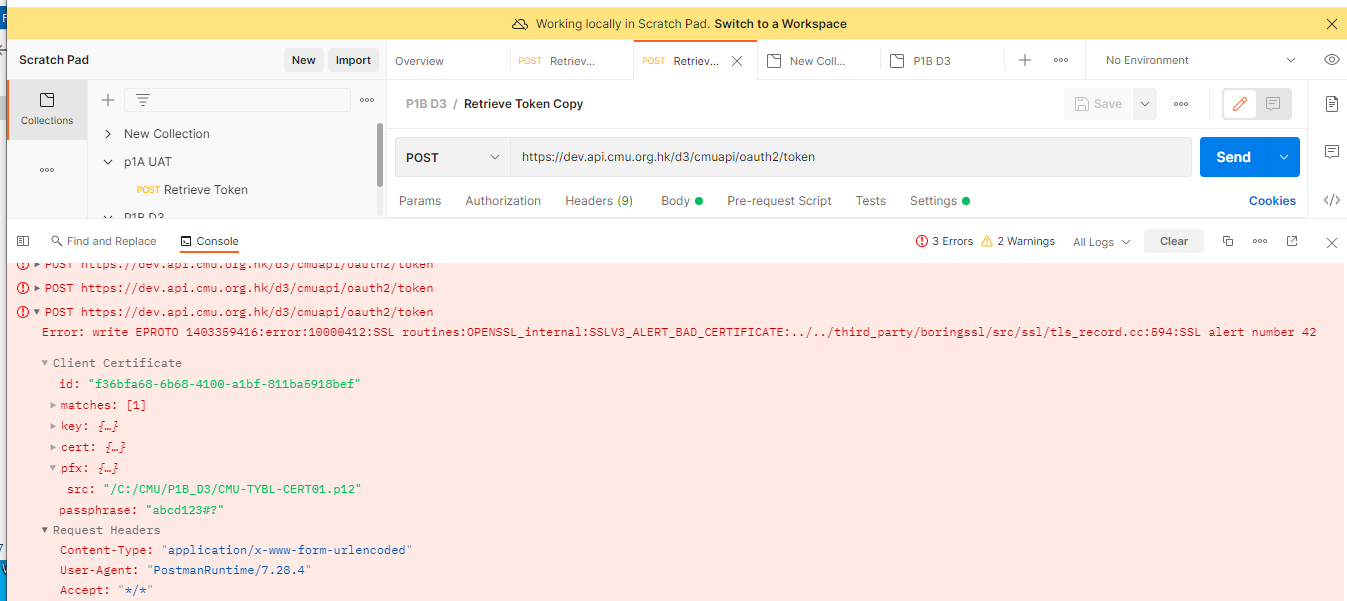 Working locally in Scratch Pad. Switch to a Workspace
Scratch Pad New Import Overview POST Retriev... POST Retriev... New Coll... P1B D3 No Environment
Collections
New Collection
p1A UAT
POST Retrieve Token
P1B D3
P1B D3 / Retrieve Token Copy Save
POST https://dev.api.cmu.org.hk/d3/cmuapi/oauth2/token Send
Params Authorization Headers (9) Body Pre-request Script Tests Settings Cookies
Find and Replace Console 3 Errors 2 Warnings All Logs Clear
POST https://dev.api.cmu.org.hk/d3/cmuapi/oauth2/token
POST https://dev.api.cmu.org.hk/d3/cmuapi/oauth2/token
POST https://dev.api.cmu.org.hk/d3/cmuapi/oauth2/token
Error: write EPROTO 1403359416:error:10000412:SSL routines:OPENSSL_internal:SSLV3_ALERT_BAD_CERTIFICATE:../../third_party/boringssl/src/ssl/tls_record.cc:594:SSL alert number 42
Client Certificate
id: "f36bfa68-6b68-4100-a1bf-811ba5918bef"
matches: [1]
key: {…}
cert: {…}
pfx: {…}
src: "/C:/CMU/P1B_D3/CMU-TYBL-CERT01.p12"
passphrase: "abcd123#?"
Request Headers
Content-Type: "application/x-www-form-urlencoded"
User-Agent: "PostmanRuntime/7.28.4"
Accept: "*/*"